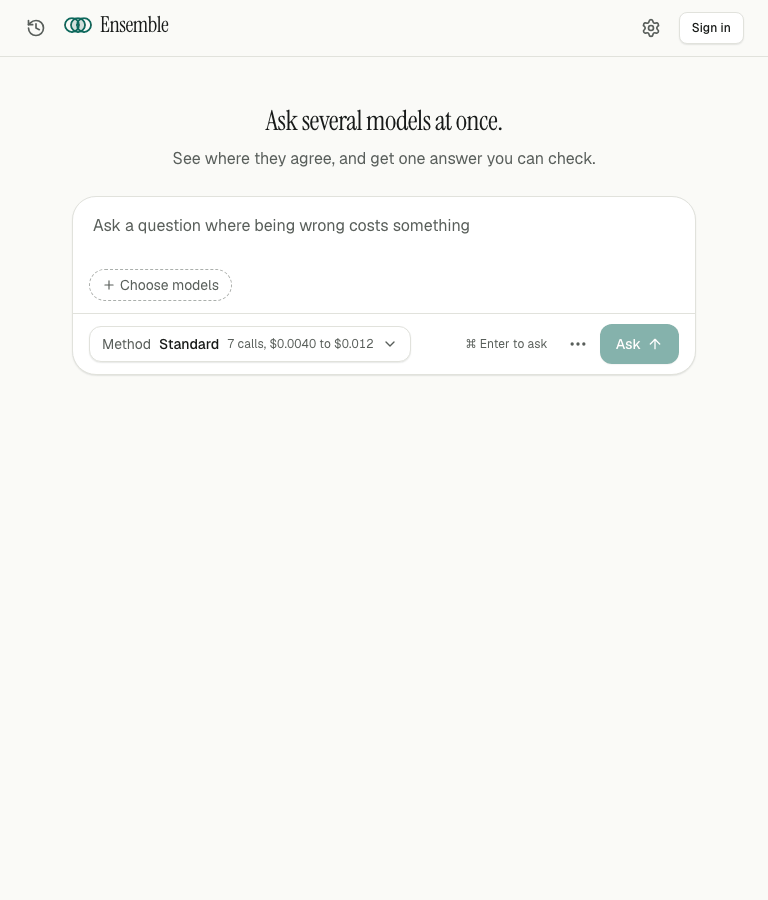 Ensemble
Sign in
Ask several models at once.
See where they agree, and get one answer you can check.
Ask a question where being wrong costs something
+ Choose models
Method Standard 7 calls, $0.0040 to $0.012
⌘ Enter to ask
Ask ↑